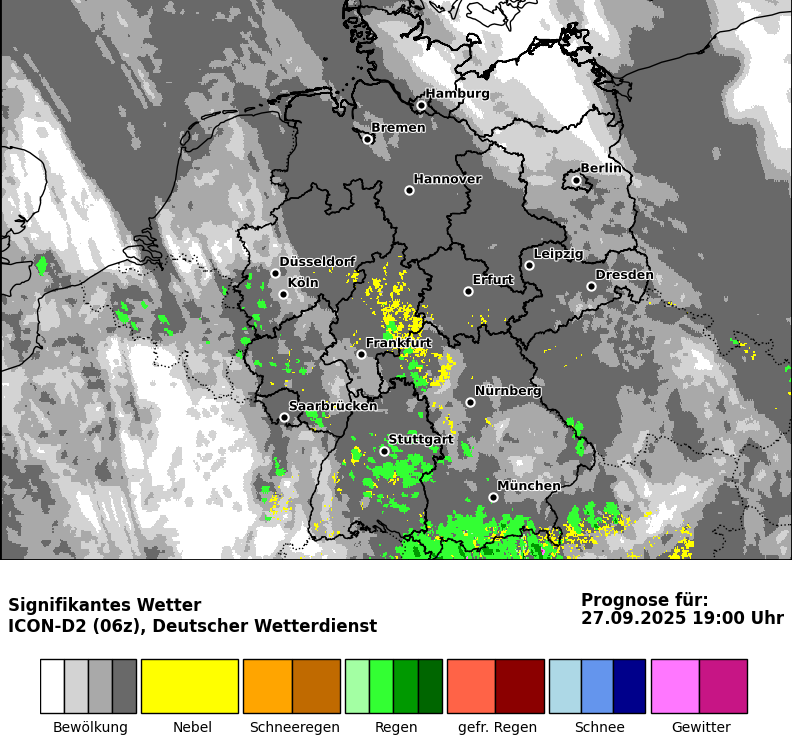 Hamburg
Bremen
Berlin
Hannover
Leipzig
Düsseldorf
Dresden
Köln
Erfurt
Frankfurt
Nürnberg
Saarbrücken
Stuttgart
München
Signifikantes Wetter
ICON-D2 (06z), Deutscher Wetterdienst
Prognose für:
27.09.2025 19:00 Uhr
Bewölkung Nebel Schneeregen Regen gefr. Regen Schnee Gewitter